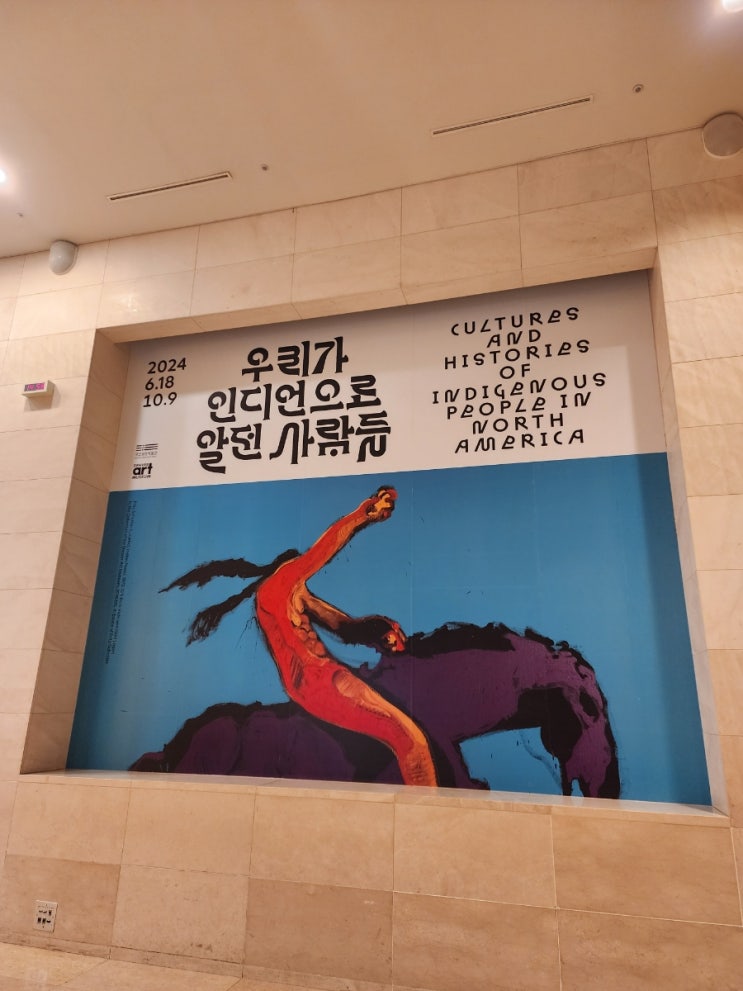 2024
6.18
10.9
우리가
인디언으로
알던 사람들
CULTURES
AND
HISTORIES
OF
INDIGENOUS
PEOPLE IN
NORTH
AMERICA
art